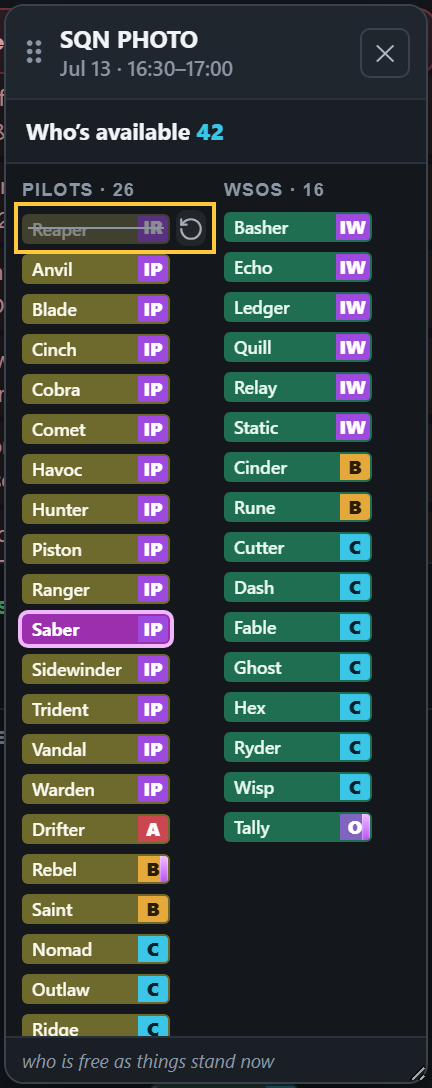 SQN PHOTO
Jul 13 · 16:30–17:00
Who's available 42
PILOTS · 26
Reaper IR
Anvil IP
Blade IP
Cinch IP
Cobra IP
Comet IP
Havoc IP
Hunter IP
Piston IP
Ranger IP
Saber IP
Sidewinder IP
Trident IP
Vandal IP
Warden IP
Drifter A
Rebel B
Saint B
Nomad C
Outlaw C
Ridge C
WSOS · 16
Basher IW
Echo IW
Ledger IW
Quill IW
Relay IW
Static IW
Cinder B
Rune B
Cutter C
Dash C
Fable C
Ghost C
Hex C
Ryder C
Wisp C
Tally O
who is free as things stand now